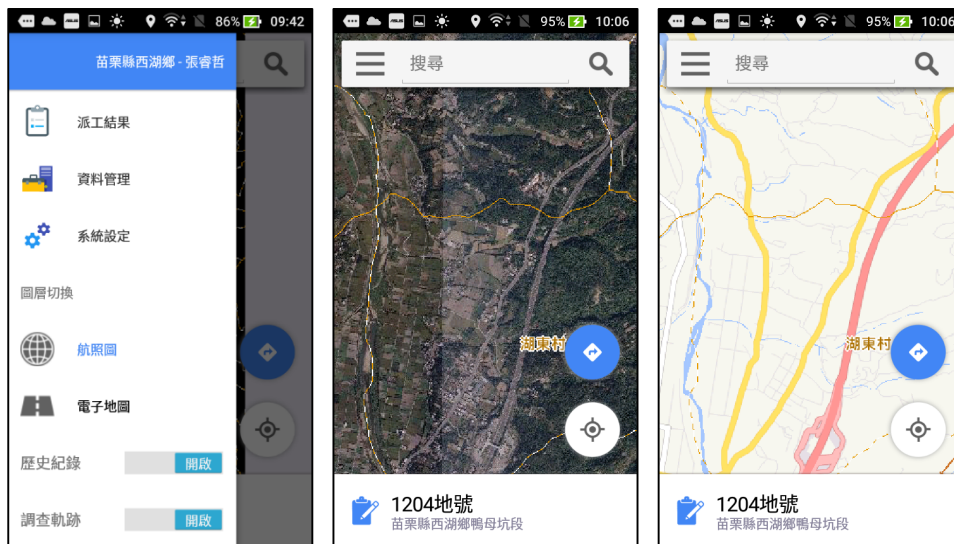 86% 09:42
苗栗縣西湖鄉 - 張睿哲
派工結果
資料管理
系統設定
圖層切換
航照圖
電子地圖
歷史紀錄 開啟
調查軌跡 開啟
95% 10:06
搜尋
湖東村
1204地號
苗栗縣西湖鄉鴨母坑段
95% 10:06
搜尋
湖東村
1204地號
苗栗縣西湖鄉鴨母坑段